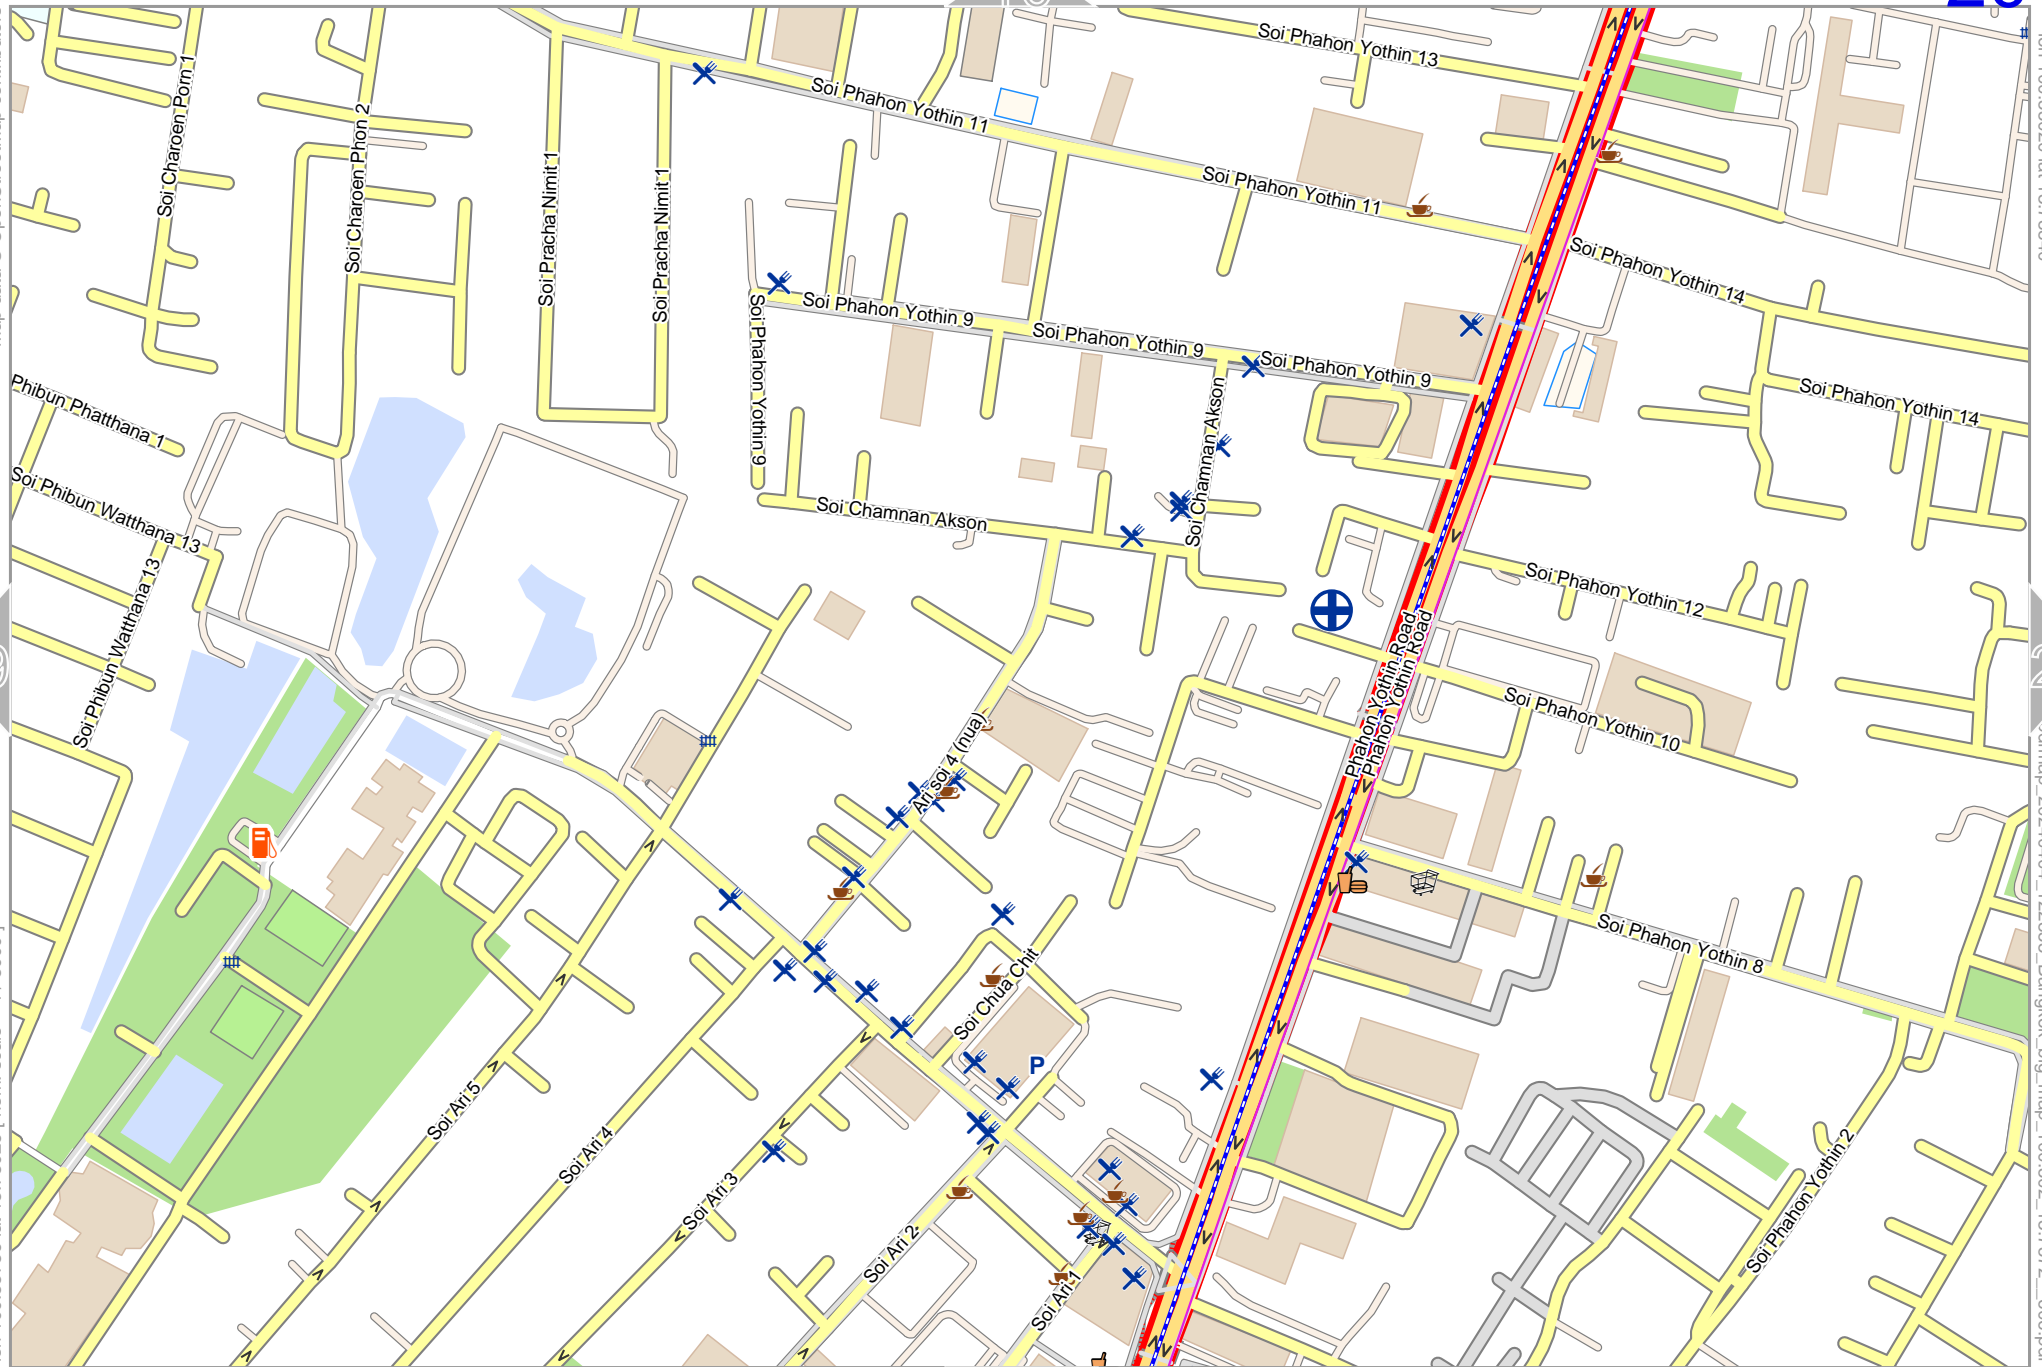 Soi Phahon Yothin 13
Soi Charoen Porn 1
Soi Phahon Yothin 11
Soi Charoen Phon 2
Soi Pracha Nimit 1
Soi Pracha Nimit 1
Soi Phahon Yothin 11
Soi Phahon Yothin 14
Soi Phahon Yothin 9
Soi Phahon Yothin 9
Soi Phahon Yothin 9
Soi Phahon Yothin 9
Phibun Phatthana 1
Soi Chamnan Akson
Soi Phahon Yothin 14
Soi Phibun Watthana 13
Soi Chamnan Akson
Soi Phibun Watthana 13
Soi Phahon Yothin 12
Phahon Yothin Road
Phahon Yothin Road
Soi Phahon Yothin 10
Ari soi 4 (nua)
Soi Phahon Yothin 8
Soi Chua Chit
P
Soi Ari 5
Soi Ari 4
Soi Ari 3
Soi Ari 2
Soi Ari 1
Soi Phahon Yothin 2